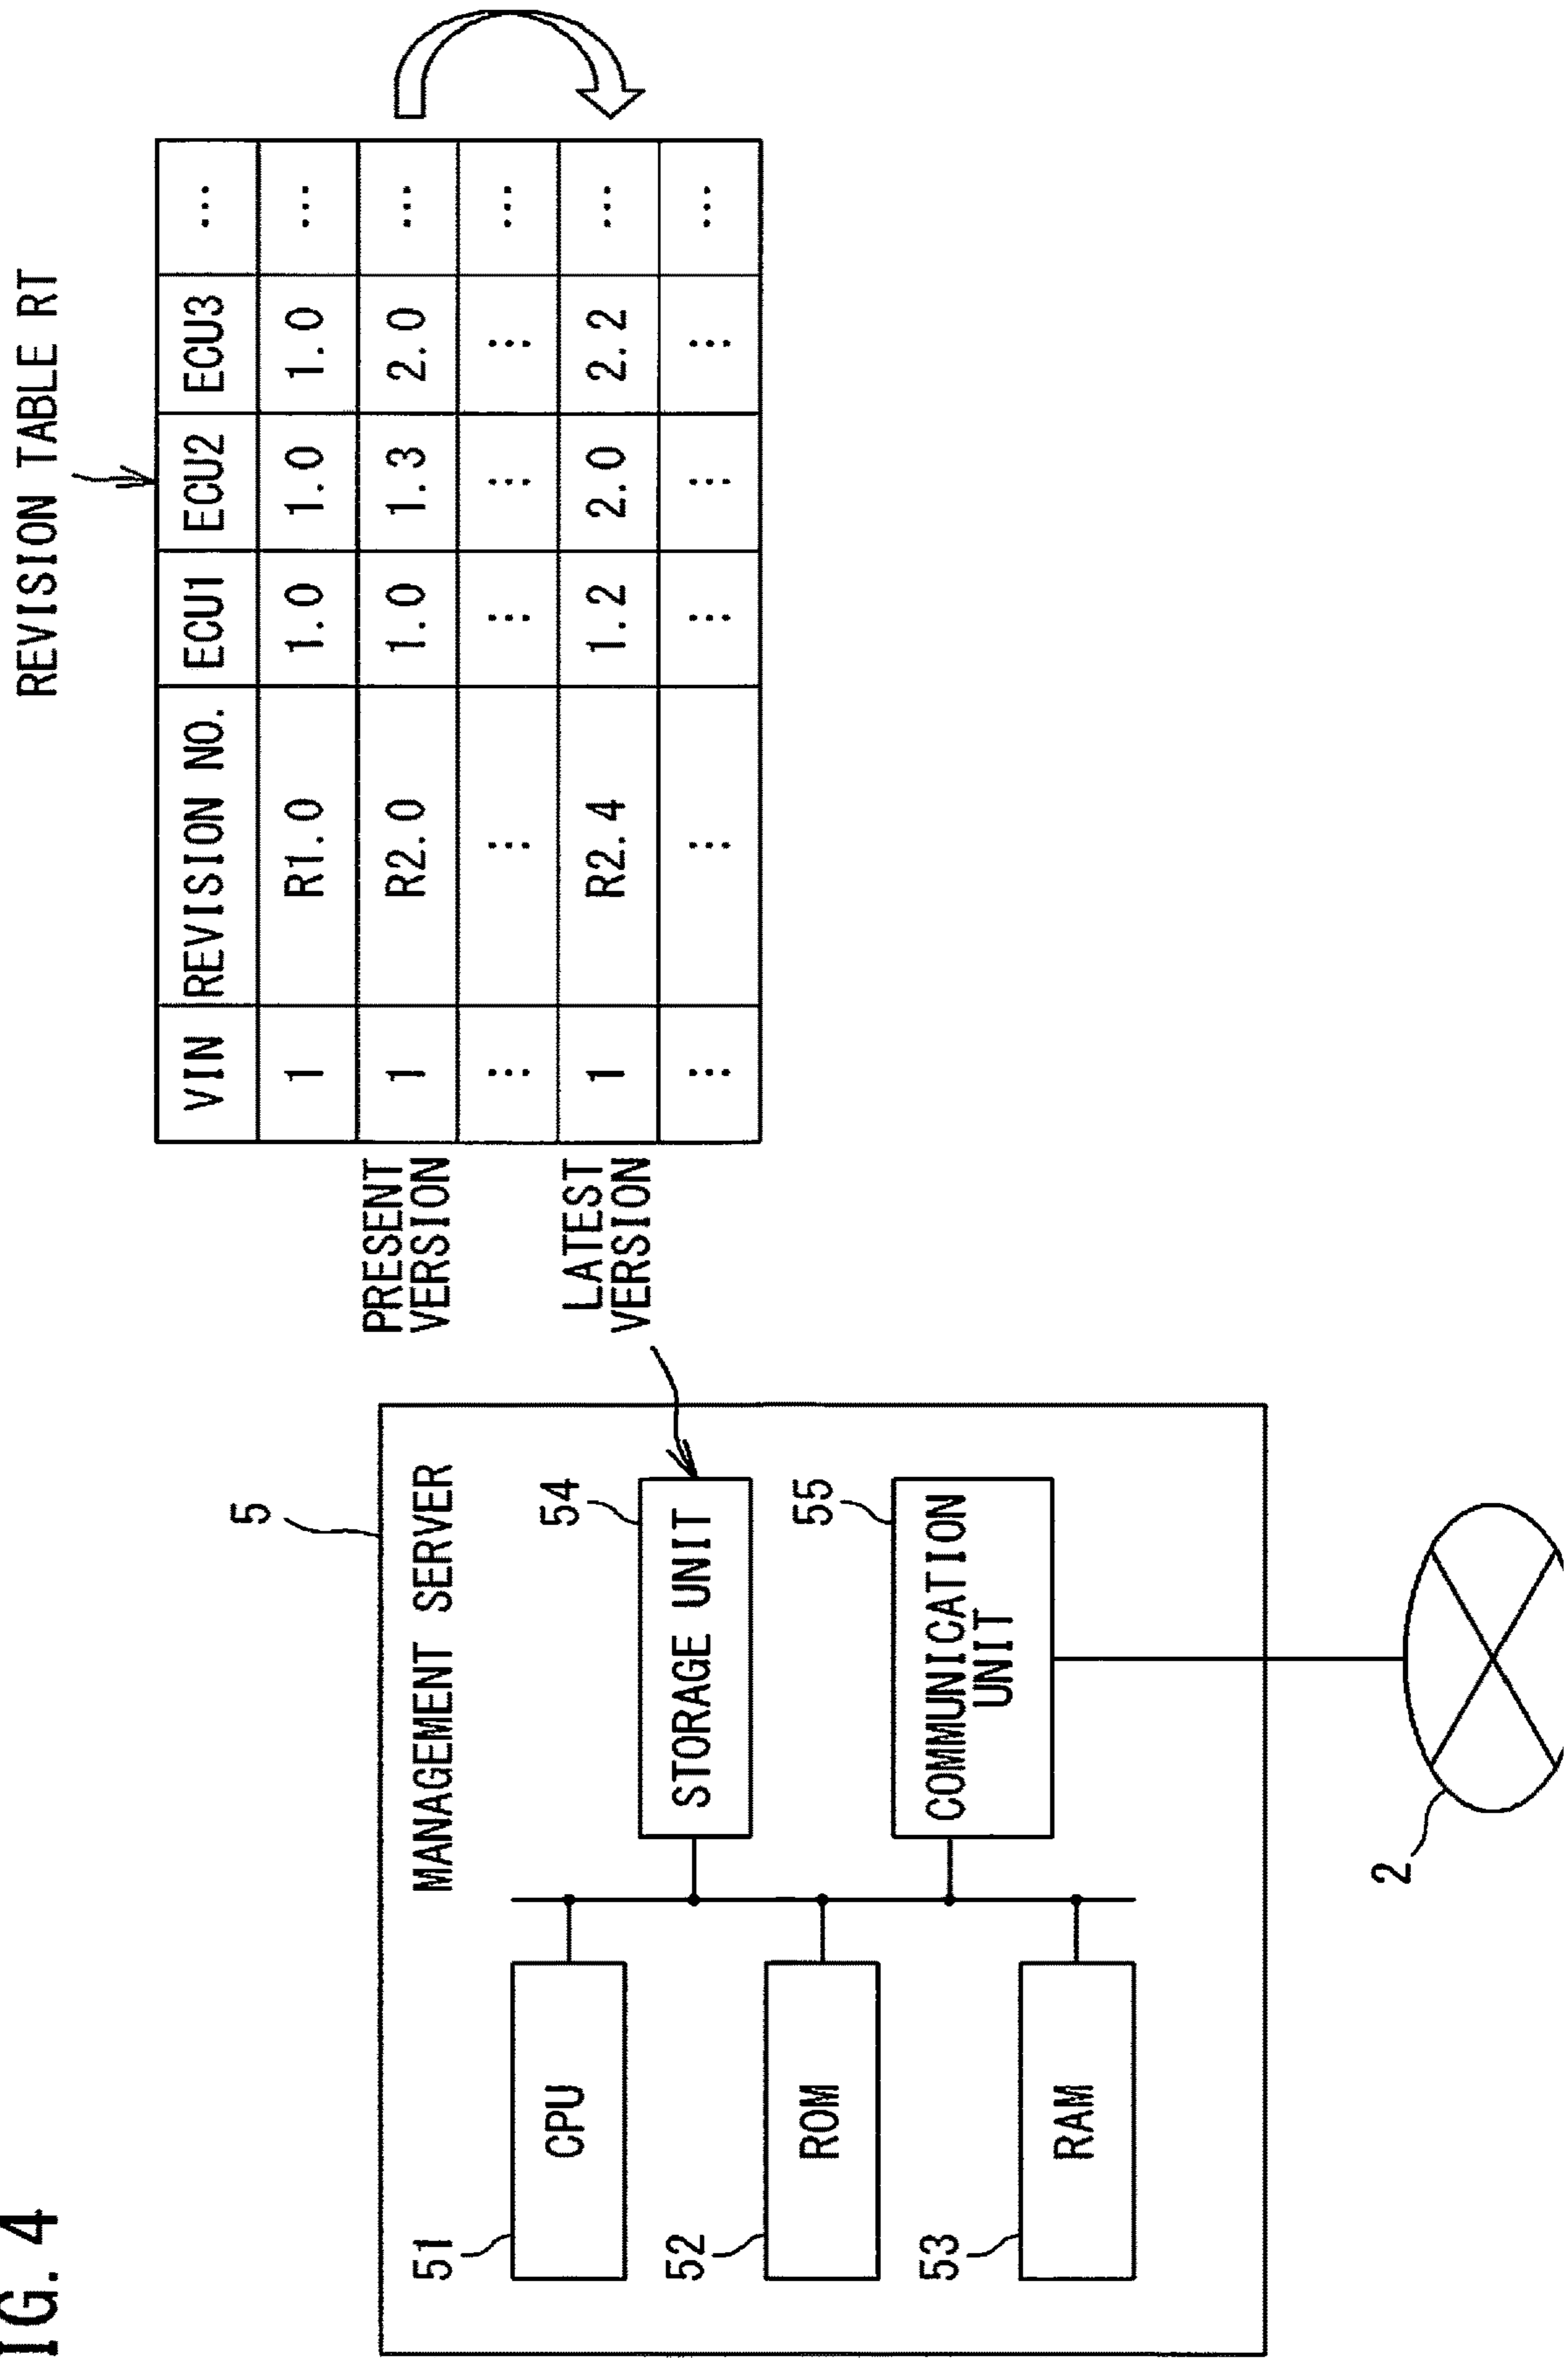 IG. 4
REVISION TABLE RT
VIN REVISION NO. ECU1 ECU2 ECU3 ...
1 R1.0 1.0 1.0 1.0 ...
PRESENT
VERSION
1 R2.0 1.0 1.3 2.0 ...
... ... ... ... ... ...
LATEST
VERSION
1 R2.4 1.2 2.0 2.2 ...
... ... ... ... ... ...
5
MANAGEMENT SERVER
51
CPU
54
STORAGE UNIT
52
ROM
55
COMMUNICATION
UNIT
53
RAM
2